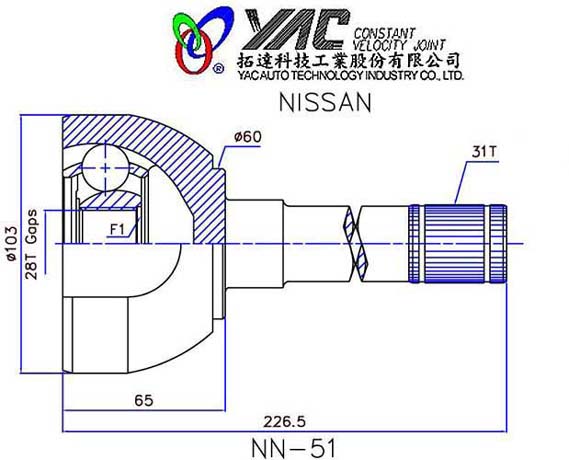 YAC CONSTANT
VELOCITY JOINT
拓達科技工業股份有限公司
YAC AUTO TECHNOLOGY INDUSTRY CO., LTD.
®
NISSAN
ø60
31T
ø103
28T Gaps
F1
65
226.5
NN-51